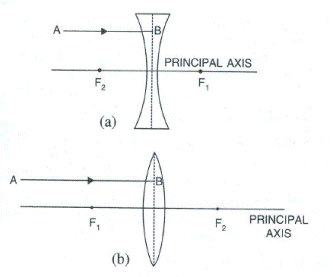 A B
PRINCIPAL AXIS
F2 F1
(a)
A B
F1 F2 PRINCIPAL
AXIS
(b)